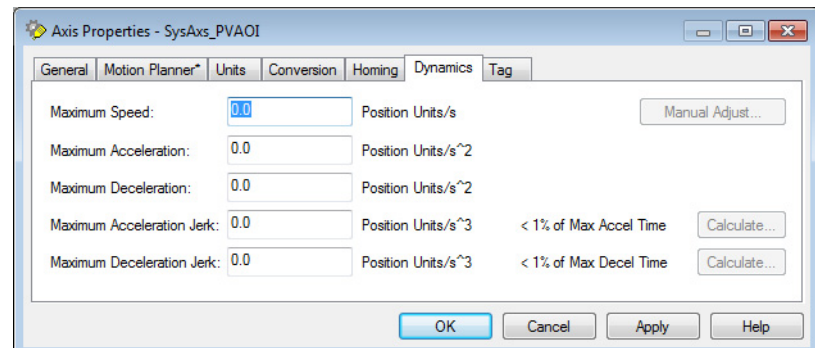 Axis Properties - SysAxs_PVAOI
General Motion Planner* Units Conversion Homing Dynamics Tag
Maximum Speed: 0.0 Position Units/s Manual Adjust...
Maximum Acceleration: 0.0 Position Units/s^2
Maximum Deceleration: 0.0 Position Units/s^2
Maximum Acceleration Jerk: 0.0 Position Units/s^3 < 1% of Max Accel Time Calculate...
Maximum Deceleration Jerk: 0.0 Position Units/s^3 < 1% of Max Decel Time Calculate...
OK Cancel Apply Help